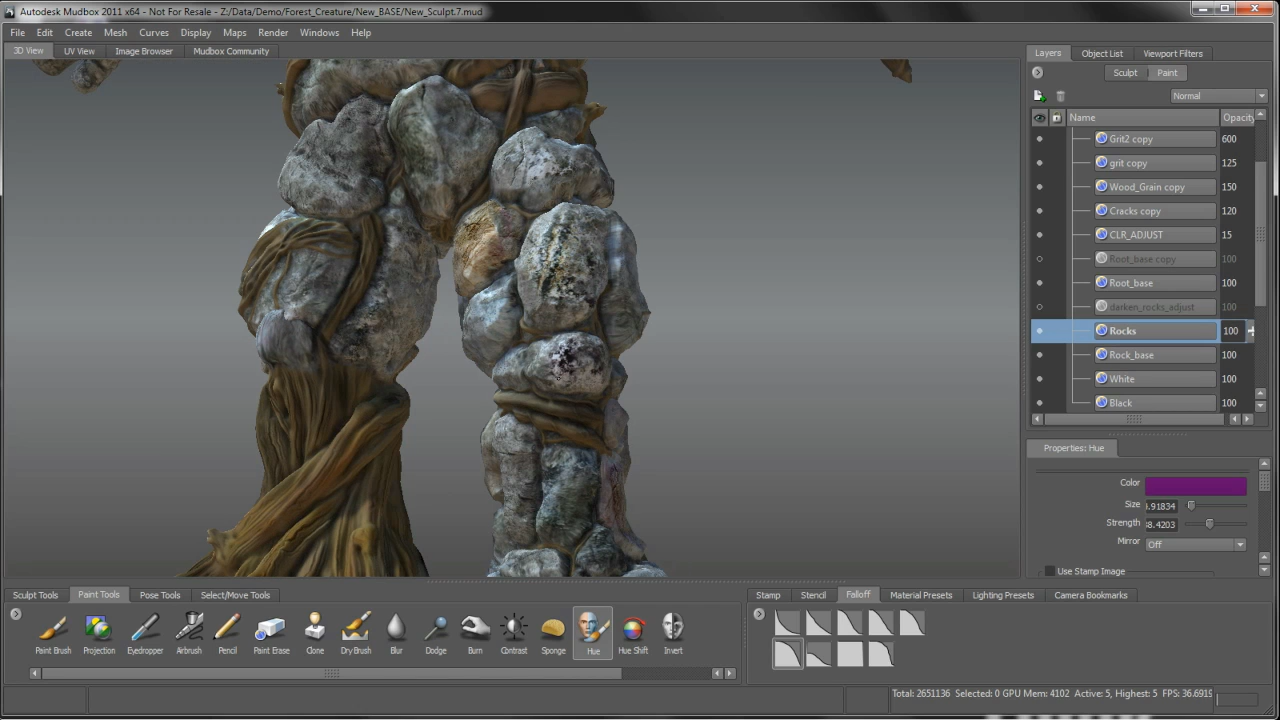 Autodesk Mudbox 2011 x64 - Not For Resale - Z:/Data/Demo/Forest_Creature/New_BASE/New_Sculpt.7.mud
File Edit Create Mesh Curves Display Maps Render Windows Help
3D View UV View Image Browser Mudbox Community
Layers Object List Viewport Filters
Sculpt Paint
Normal
Name Opacity
Grit2 copy 600
grit copy 125
Wood_Grain copy 150
Cracks copy 120
CLR_ADJUST 15
Root_base copy 100
Root_base 100
darken_rocks_adjust 100
Rocks 100
Rock_base 100
White 100
Black 100
Properties: Hue
Color
Size 0.91834
Strength 8.4203
Mirror Off
Use Stamp Image
Sculpt Tools Paint Tools Pose Tools Select/Move Tools
Paint Brush Projection Eyedropper Airbrush Pencil Paint Erase Clone Dry Brush Blur Dodge Burn Contrast Sponge Hue Hue Shift Invert
Stamp Stencil Falloff Material Presets Lighting Presets Camera Bookmarks
Total: 2651136 Selected: 0 GPU Mem: 4102 Active: 5, Highest: 5 FPS: 36.6919